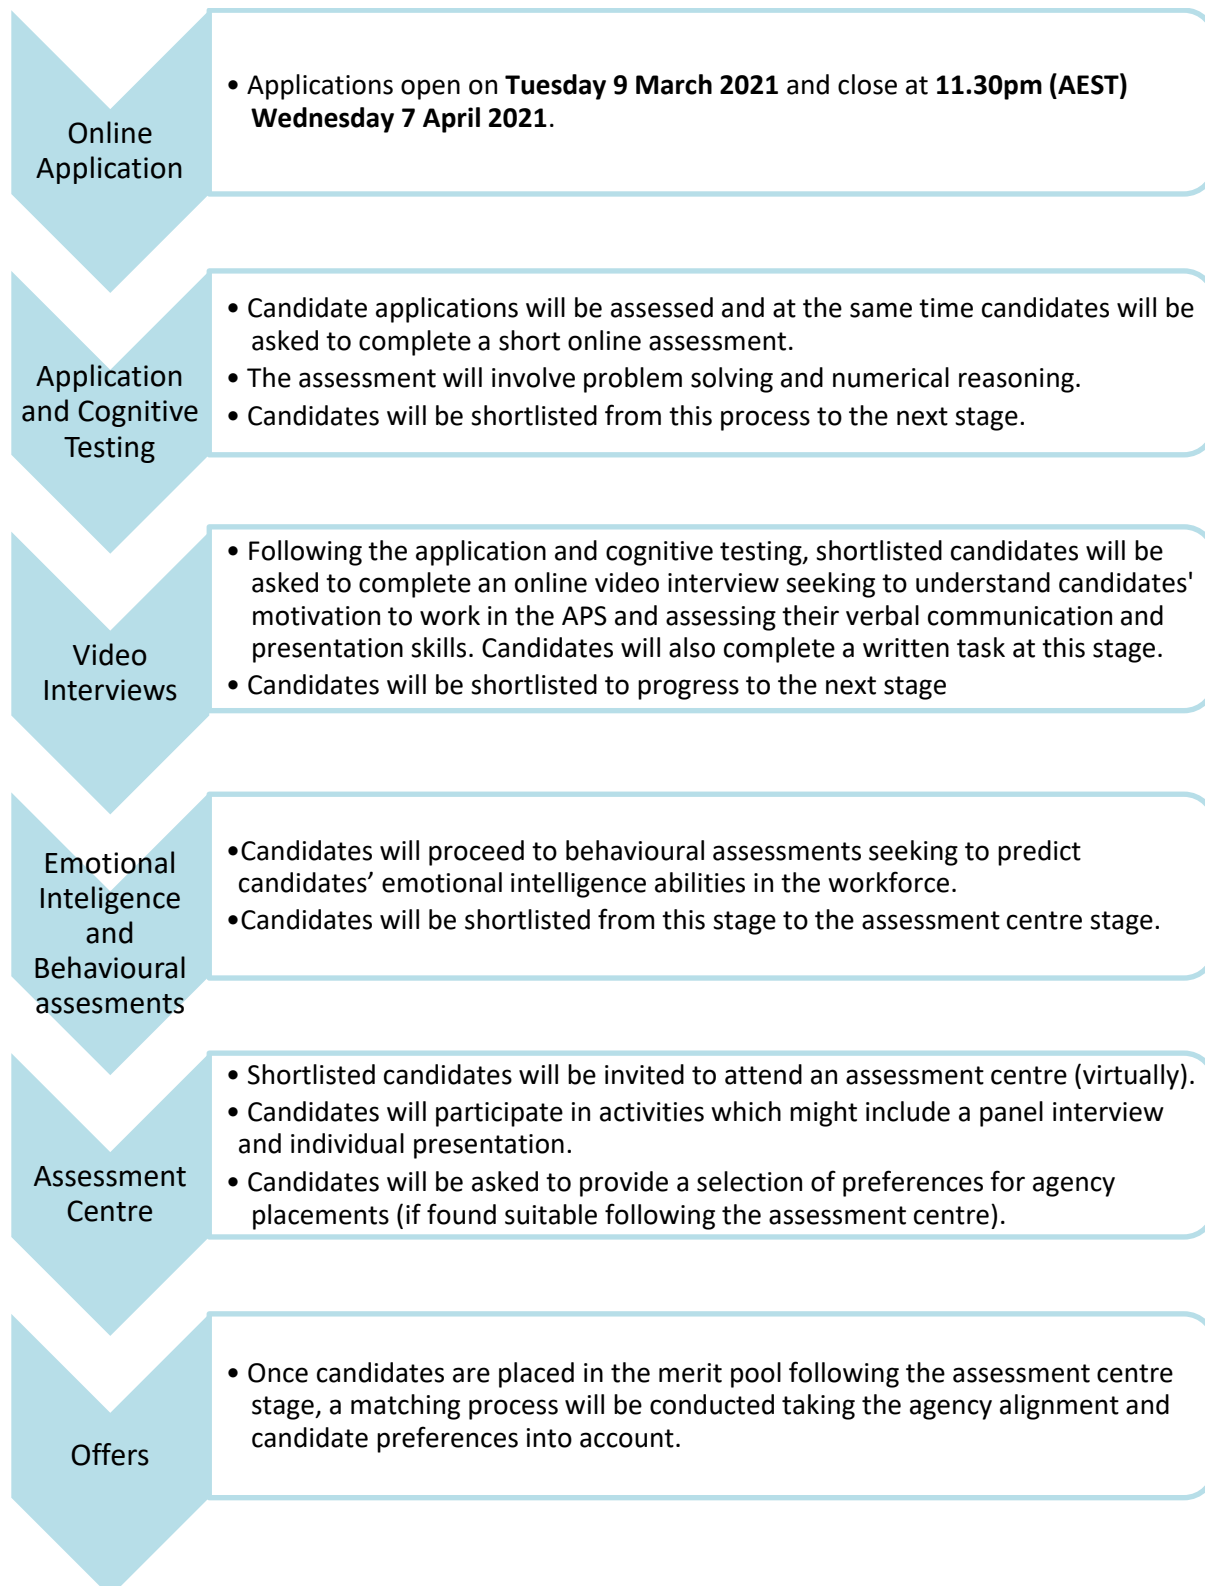 Online
Application
• Applications open on Tuesday 9 March 2021 and close at 11.30pm (AEST)
Wednesday 7 April 2021.
Application
and Cognitive
Testing
• Candidate applications will be assessed and at the same time candidates will be
asked to complete a short online assessment.
• The assessment will involve problem solving and numerical reasoning.
• Candidates will be shortlisted from this process to the next stage.
Video
Interviews
• Following the application and cognitive testing, shortlisted candidates will be
asked to complete an online video interview seeking to understand candidates'
motivation to work in the APS and assessing their verbal communication and
presentation skills. Candidates will also complete a written task at this stage.
• Candidates will be shortlisted to progress to the next stage
Emotional
Inteligence
and
Behavioural
assesments
•Candidates will proceed to behavioural assessments seeking to predict
candidates’ emotional intelligence abilities in the workforce.
•Candidates will be shortlisted from this stage to the assessment centre stage.
Assessment
Centre
• Shortlisted candidates will be invited to attend an assessment centre (virtually).
• Candidates will participate in activities which might include a panel interview
and individual presentation.
• Candidates will be asked to provide a selection of preferences for agency
placements (if found suitable following the assessment centre).
Offers
• Once candidates are placed in the merit pool following the assessment centre
stage, a matching process will be conducted taking the agency alignment and
candidate preferences into account.